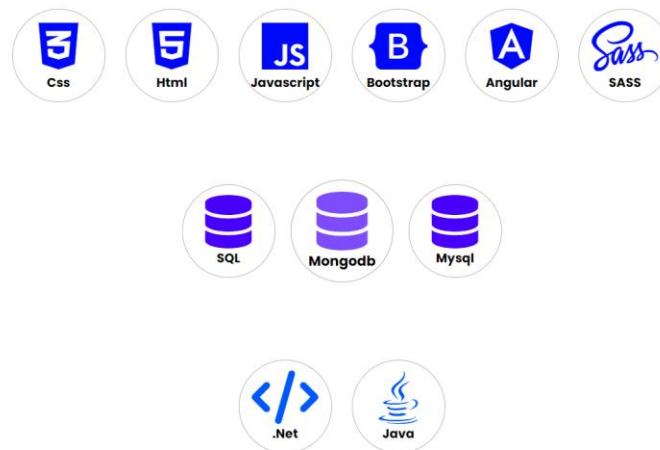 3
5
JS
B
A
Sass
Css
Html
Javascript
Bootstrap
Angular
SASS
SQL
Mongodb
Mysql
.Net
Java